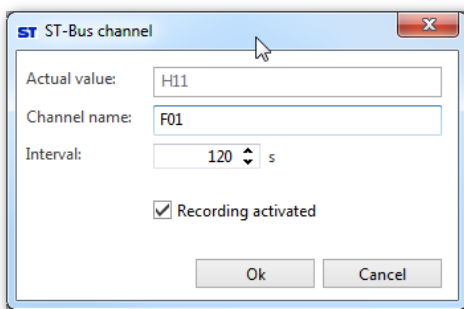 ST ST-Bus channel
Actual value: H11
Channel name: F01
Interval: 120 s
Recording activated
Ok Cancel